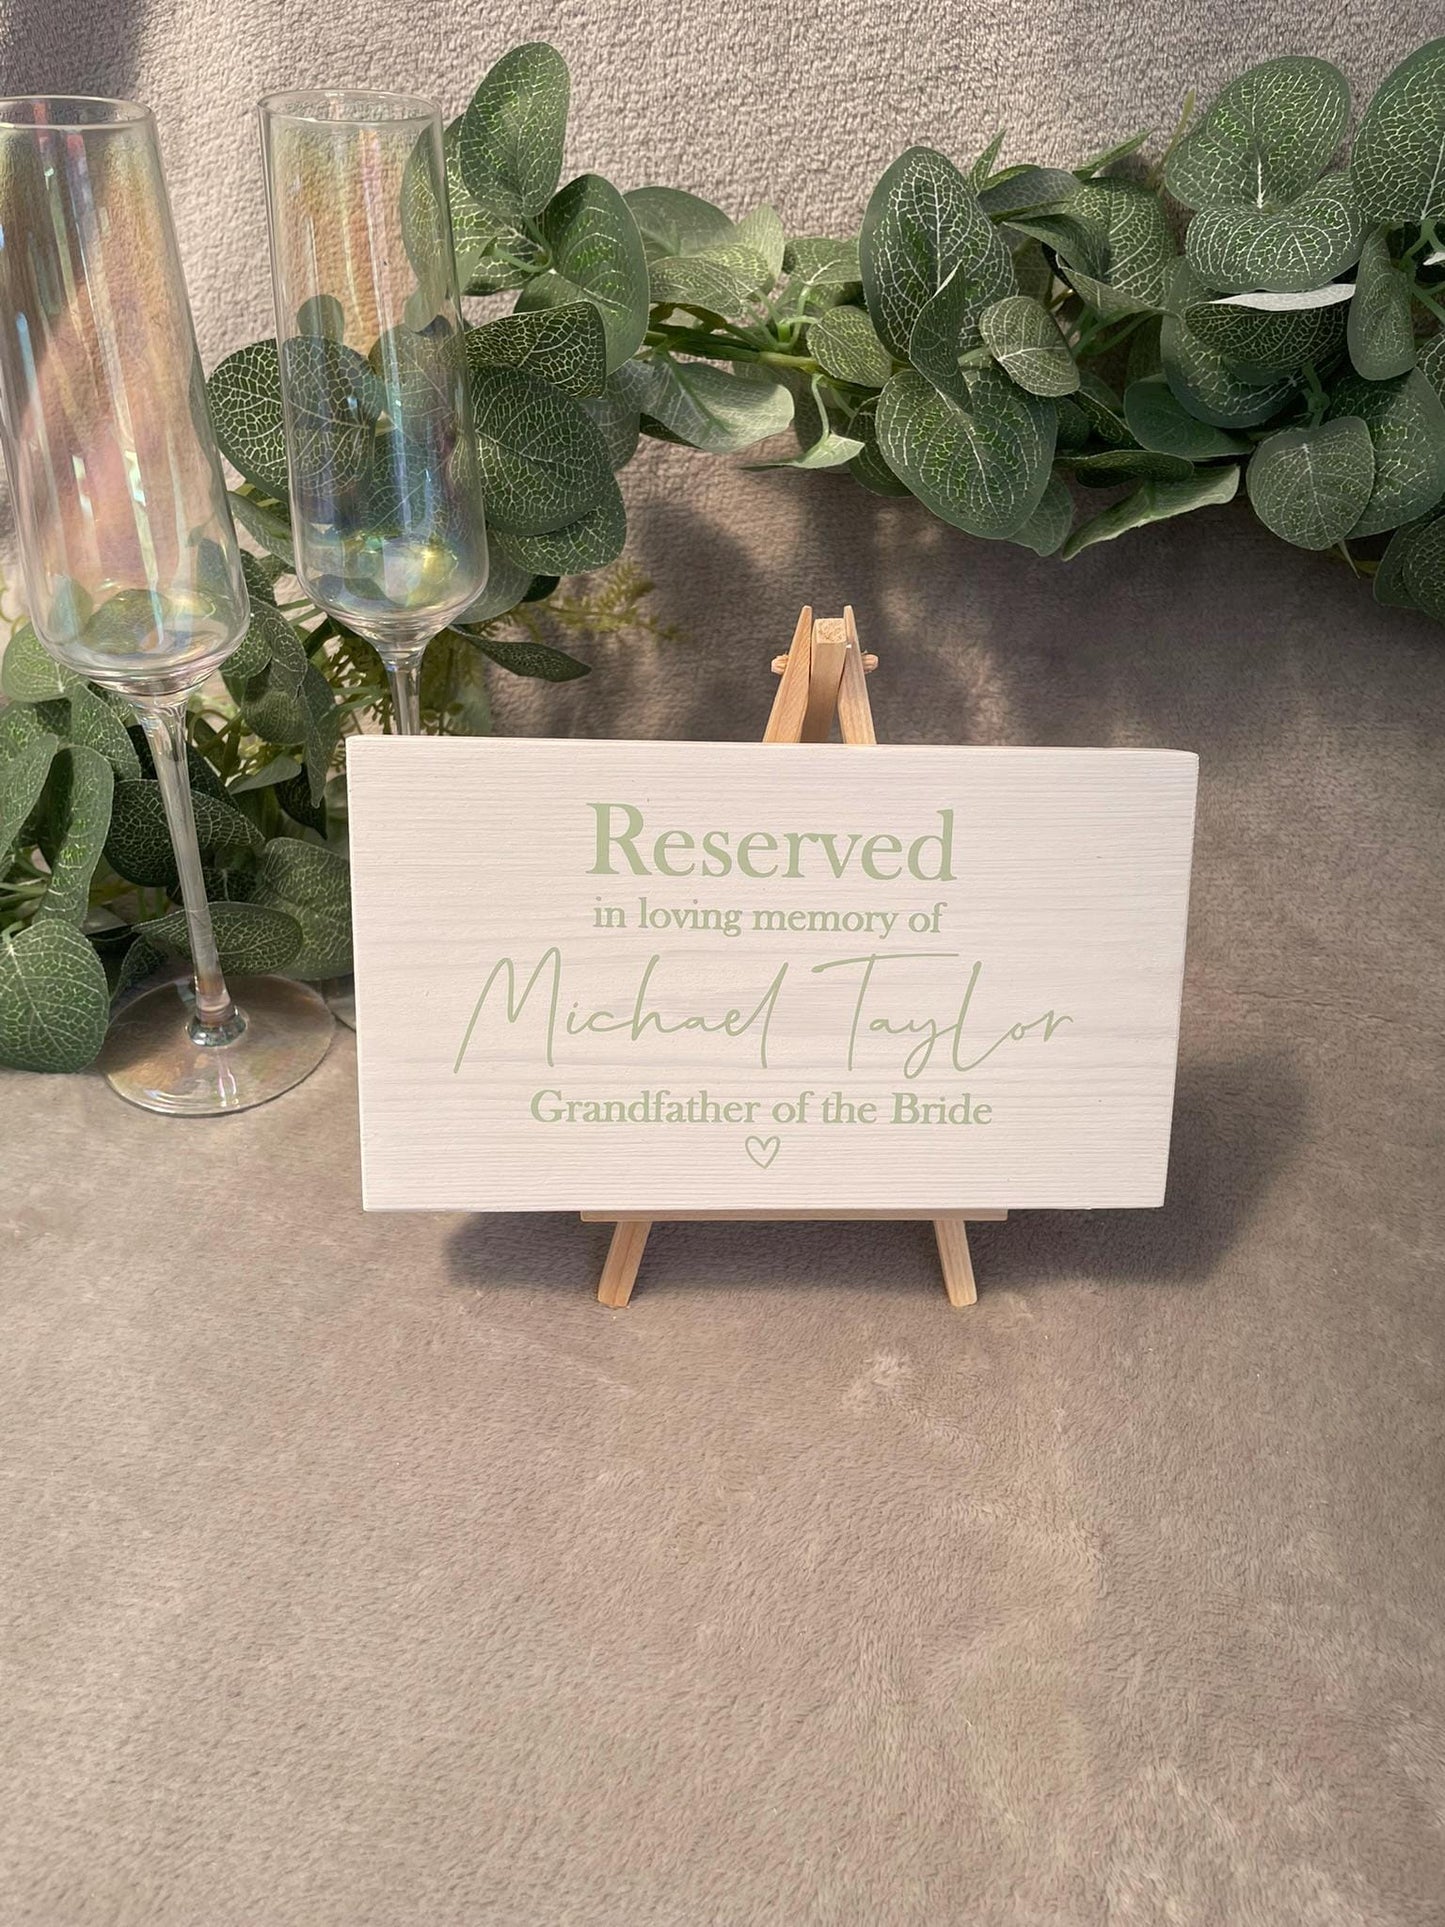 Reserved
in loving memory of
Michael Taylor
Grandfather of the Bride